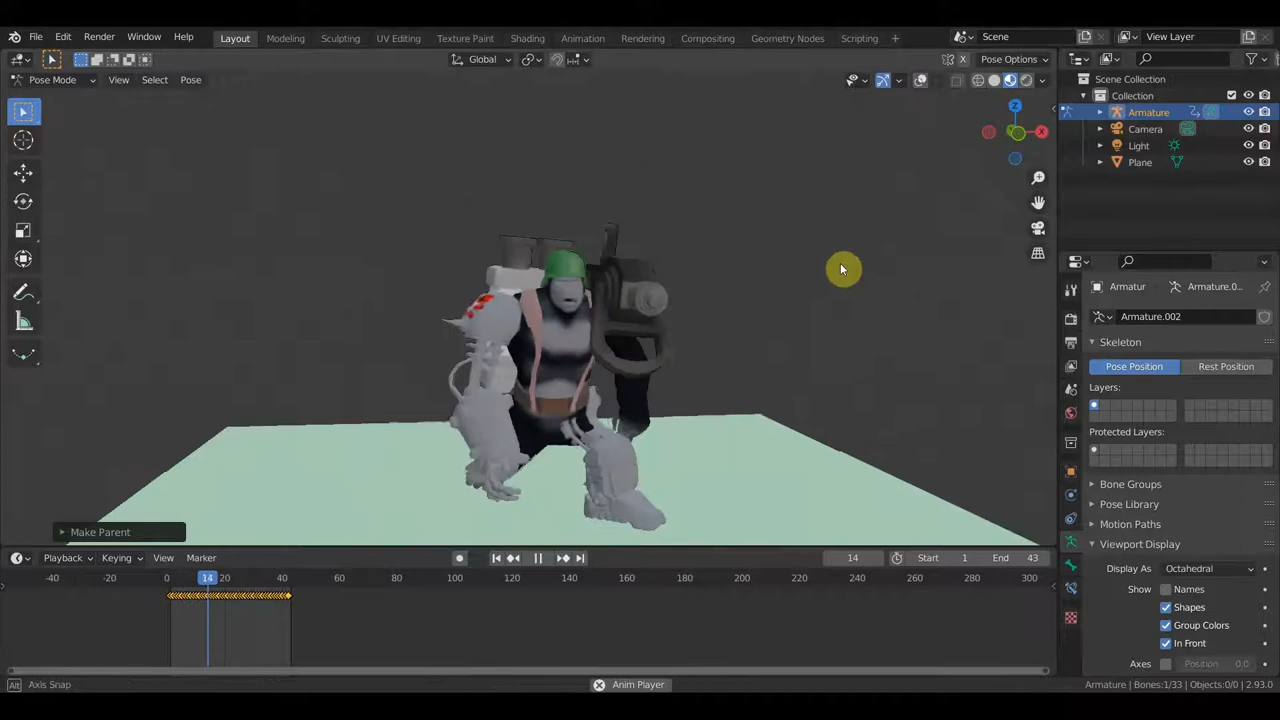 File Edit Render Window Help Layout Modeling Sculpting UV Editing Texture Paint Shading Animation Rendering Compositing Geometry Nodes Scripting + Scene View Layer
Global Pose Options
Pose Mode View Select Pose
Scene Collection
Collection
Armature
Camera
Light
Plane
Z
X
Armatur Armature.0...
Armature.002
Skeleton
Pose Position Rest Position
Layers:
Protected Layers:
Bone Groups
Pose Library
Motion Paths
Viewport Display
Display As Octahedral
Show Names
Shapes
Group Colors
In Front
Axes Position 0.0
Make Parent
Playback Keying View Marker 14 Start 1 End 43
-40 -20 0 14 20 40 60 80 100 120 140 160 180 200 220 240 260 280 300
Alt Axis Snap Anim Player Armature | Bones:1/33 | Objects:0/0 | 2.93.0